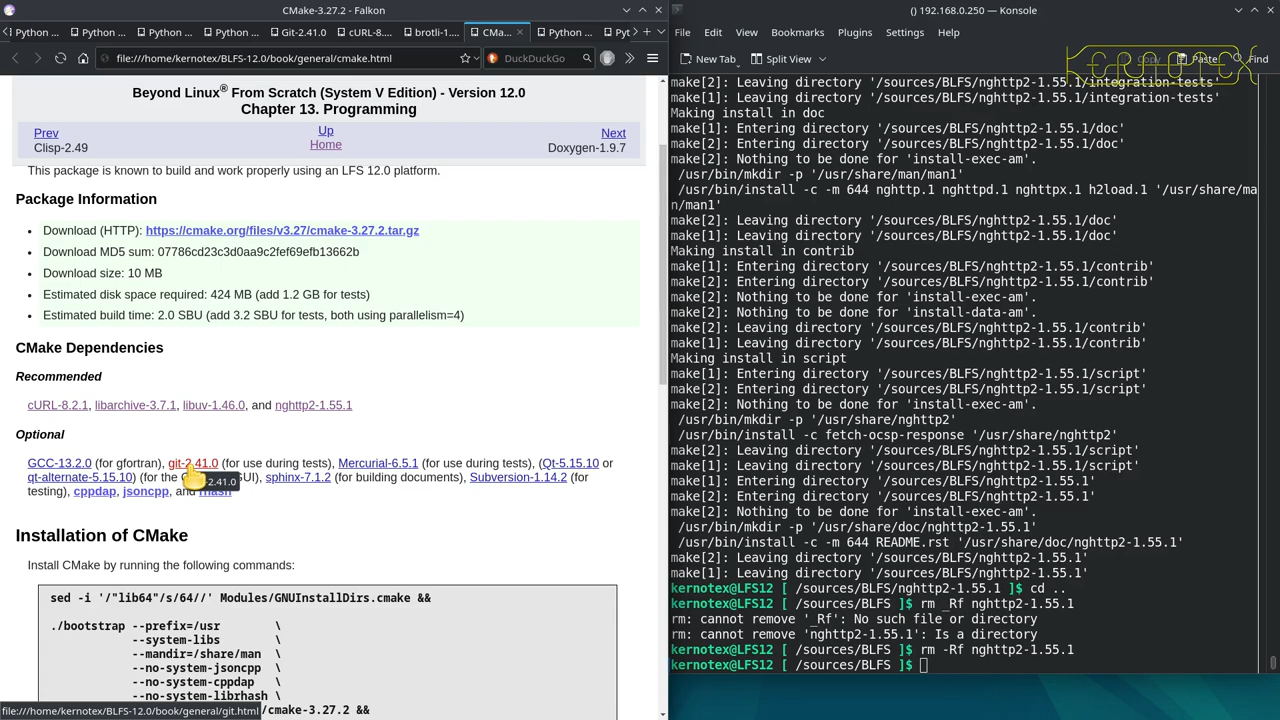 CMake-3.27.2 - Falkon
Python ...
Python ...
Python ...
Python ...
Git-2.41.0
cURL-8....
brotli-1....
CMa...
Python ...
Pyt
file:///home/kernotex/BLFS-12.0/book/general/cmake.html
DuckDuckGo
Beyond Linux® From Scratch (System V Edition) - Version 12.0
Chapter 13. Programming
Prev
Up
Next
Clisp-2.49
Home
Doxygen-1.9.7
This package is known to build and work properly using an LFS 12.0 platform.
Package Information
• Download (HTTP): https://cmake.org/files/v3.27/cmake-3.27.2.tar.gz
• Download MD5 sum: 07786cd23c3d0aa9c2fef69efb13662b
• Download size: 10 MB
• Estimated disk space required: 424 MB (add 1.2 GB for tests)
• Estimated build time: 2.0 SBU (add 3.2 SBU for tests, both using parallelism=4)
CMake Dependencies
Recommended
cURL-8.2.1, libarchive-3.7.1, libuv-1.46.0, and nghttp2-1.55.1
Optional
GCC-13.2.0 (for gfortran), git-2.41.0 (for use during tests), Mercurial-6.5.1 (for use during tests), (Qt-5.15.10 or
qt-alternate-5.15.10) (for the GUI), sphinx-7.1.2 (for building documents), Subversion-1.14.2 (for
-2.41.0
testing), cppdap, jsoncpp, and rhash
Installation of CMake
Install CMake by running the following commands:
sed -i '/"lib64"/s/64//' Modules/GNUInstallDirs.cmake &&
./bootstrap --prefix=/usr \
--system-libs \
--mandir=/share/man \
--no-system-jsoncpp \
--no-system-cppdap \
--no-system-librhash \
/cmake-3.27.2 &&
file:///home/kernotex/BLFS-12.0/book/general/git.html
() 192.168.0.250 — Konsole
File Edit View Bookmarks Plugins Settings Help
New Tab
Split View
Copy
Paste
Find
KERNOTEX
make[2]: Leaving directory '/sources/BLFS/nghttp2-1.55.1/integration-tests'
make[1]: Leaving directory '/sources/BLFS/nghttp2-1.55.1/integration-tests'
Making install in doc
make[1]: Entering directory '/sources/BLFS/nghttp2-1.55.1/doc'
make[2]: Entering directory '/sources/BLFS/nghttp2-1.55.1/doc'
make[2]: Nothing to be done for 'install-exec-am'.
/usr/bin/mkdir -p '/usr/share/man/man1'
/usr/bin/install -c -m 644 nghttp.1 nghttpd.1 nghttpx.1 h2load.1 '/usr/share/ma
n/man1'
make[2]: Leaving directory '/sources/BLFS/nghttp2-1.55.1/doc'
make[1]: Leaving directory '/sources/BLFS/nghttp2-1.55.1/doc'
Making install in contrib
make[1]: Entering directory '/sources/BLFS/nghttp2-1.55.1/contrib'
make[2]: Entering directory '/sources/BLFS/nghttp2-1.55.1/contrib'
make[2]: Nothing to be done for 'install-exec-am'.
make[2]: Nothing to be done for 'install-data-am'.
make[2]: Leaving directory '/sources/BLFS/nghttp2-1.55.1/contrib'
make[1]: Leaving directory '/sources/BLFS/nghttp2-1.55.1/contrib'
Making install in script
make[1]: Entering directory '/sources/BLFS/nghttp2-1.55.1/script'
make[2]: Entering directory '/sources/BLFS/nghttp2-1.55.1/script'
make[2]: Nothing to be done for 'install-exec-am'.
/usr/bin/mkdir -p '/usr/share/nghttp2'
/usr/bin/install -c fetch-ocsp-response '/usr/share/nghttp2'
make[2]: Leaving directory '/sources/BLFS/nghttp2-1.55.1/script'
make[1]: Leaving directory '/sources/BLFS/nghttp2-1.55.1/script'
make[1]: Entering directory '/sources/BLFS/nghttp2-1.55.1'
make[2]: Entering directory '/sources/BLFS/nghttp2-1.55.1'
make[2]: Nothing to be done for 'install-exec-am'.
/usr/bin/mkdir -p '/usr/share/doc/nghttp2-1.55.1'
/usr/bin/install -c -m 644 README.rst '/usr/share/doc/nghttp2-1.55.1'
make[2]: Leaving directory '/sources/BLFS/nghttp2-1.55.1'
make[1]: Leaving directory '/sources/BLFS/nghttp2-1.55.1'
kernotex@LFS12 [ /sources/BLFS/nghttp2-1.55.1 ]$ cd ..
kernotex@LFS12 [ /sources/BLFS ]$ rm _Rf nghttp2-1.55.1
rm: cannot remove '_Rf': No such file or directory
rm: cannot remove 'nghttp2-1.55.1': Is a directory
kernotex@LFS12 [ /sources/BLFS ]$ rm -Rf nghttp2-1.55.1
kernotex@LFS12 [ /sources/BLFS ]$